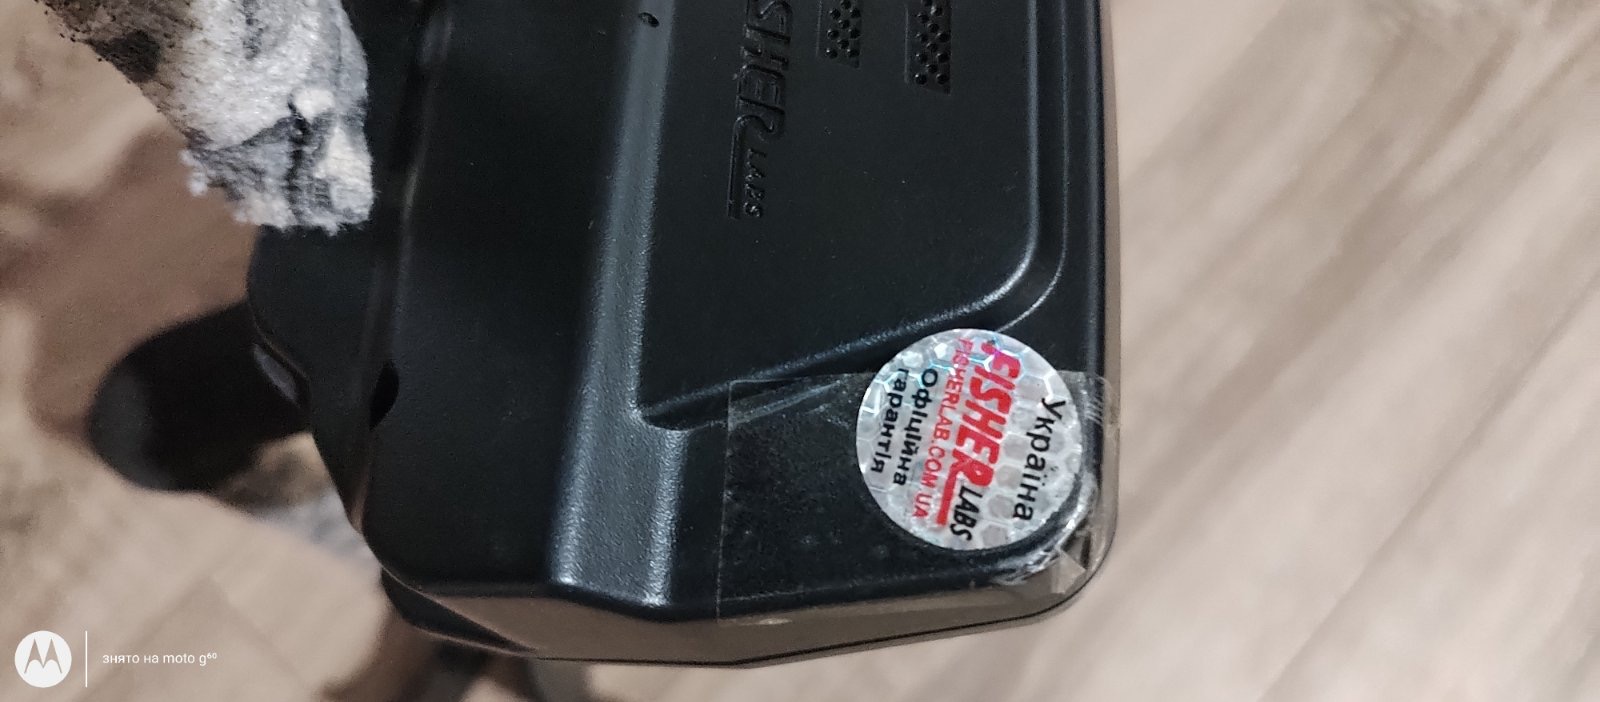 SHER LABS
Україна
FISHER LABS
FISHERLAB.COM.UA
Офіційна
гарантія
знято на moto g⁶⁰